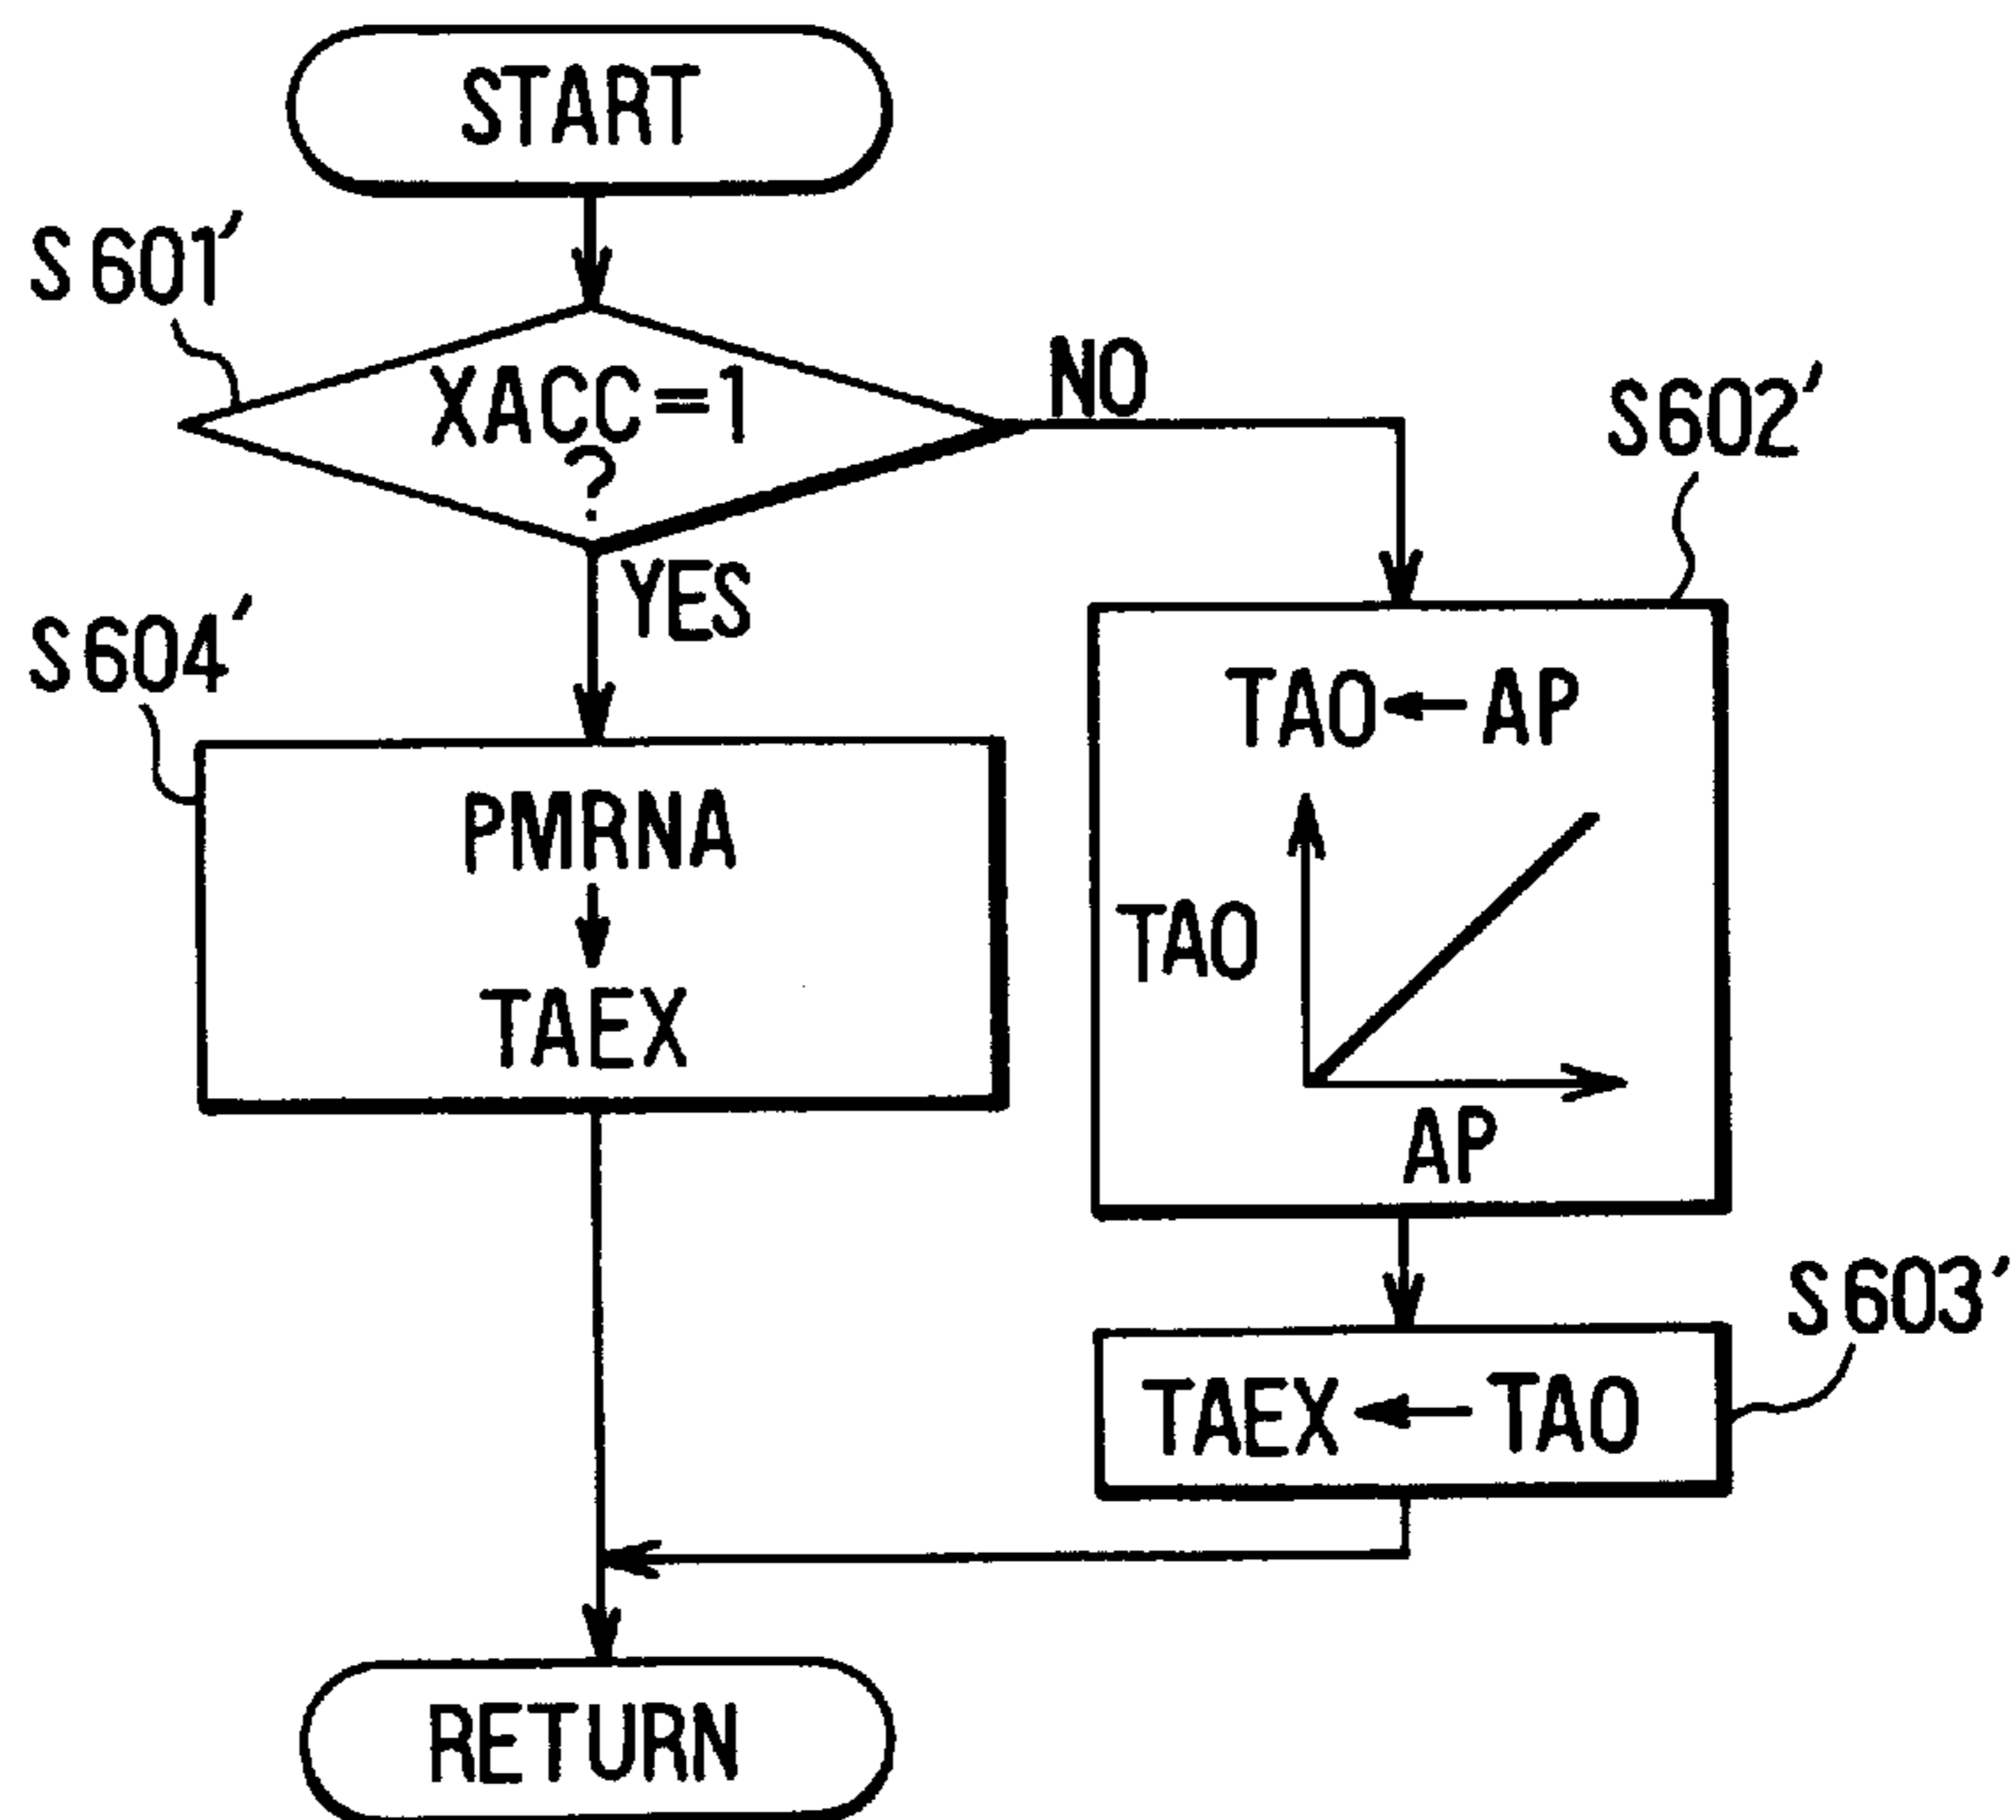 START
S601′
XACC=1
?
NO
YES
S602′
S604′
TAO←AP
TAO
AP
PMRNA
↓
TAEX
S603′
TAEX←TAO
RETURN